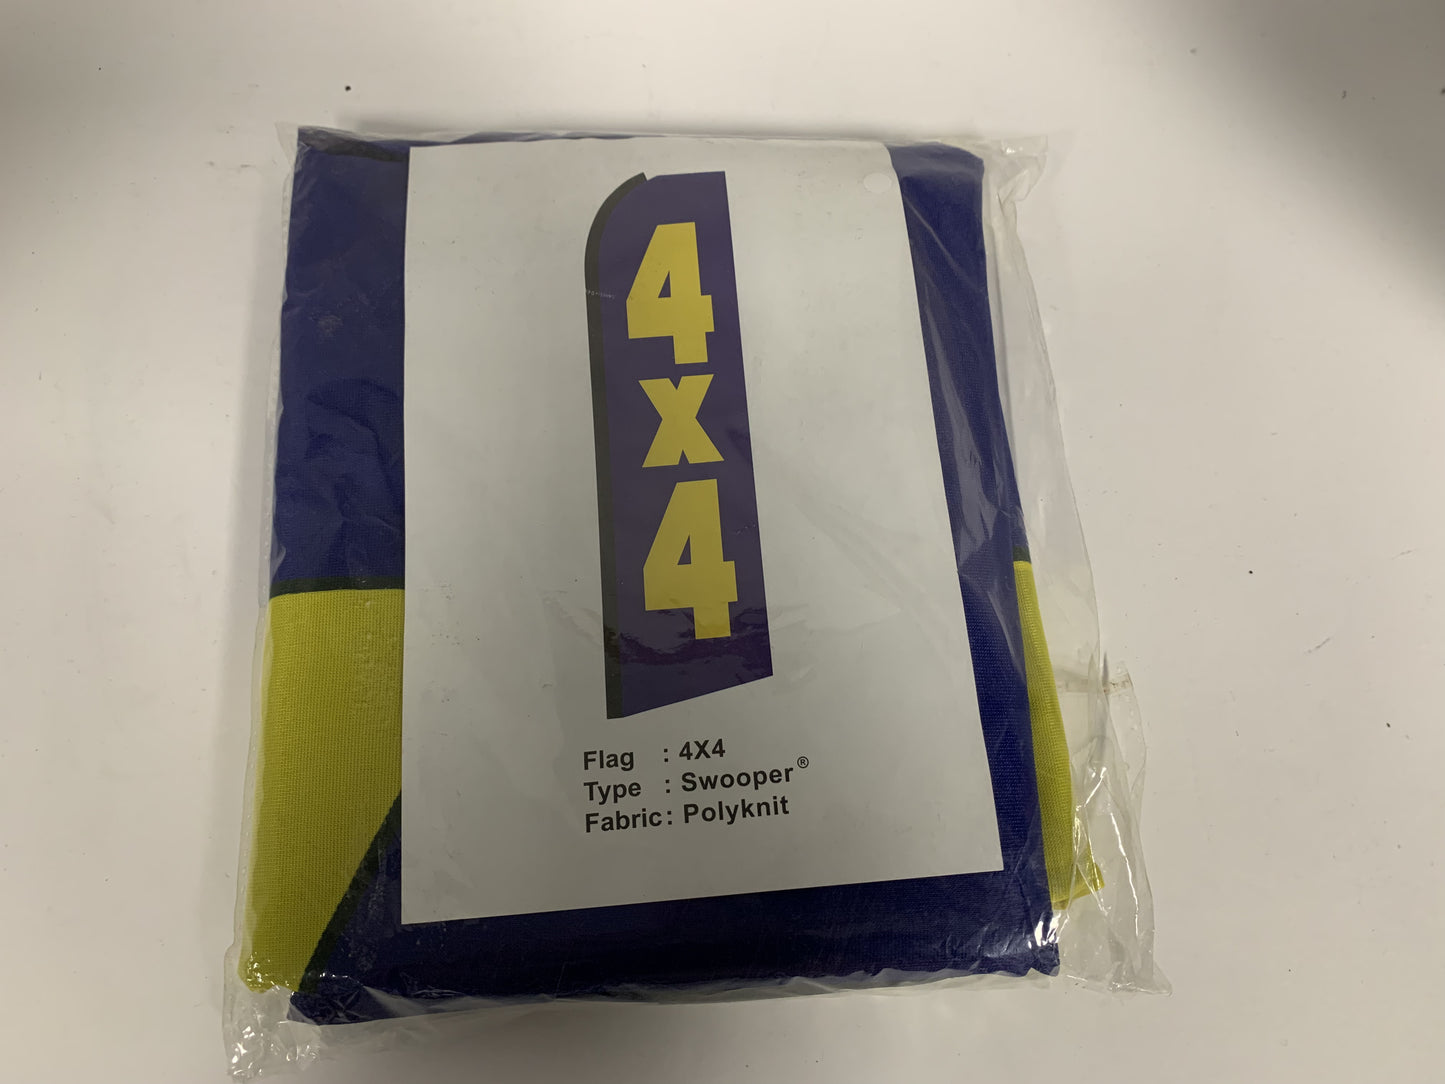 4
x
4
Flag : 4X4
Type : Swooper®
Fabric: Polyknit